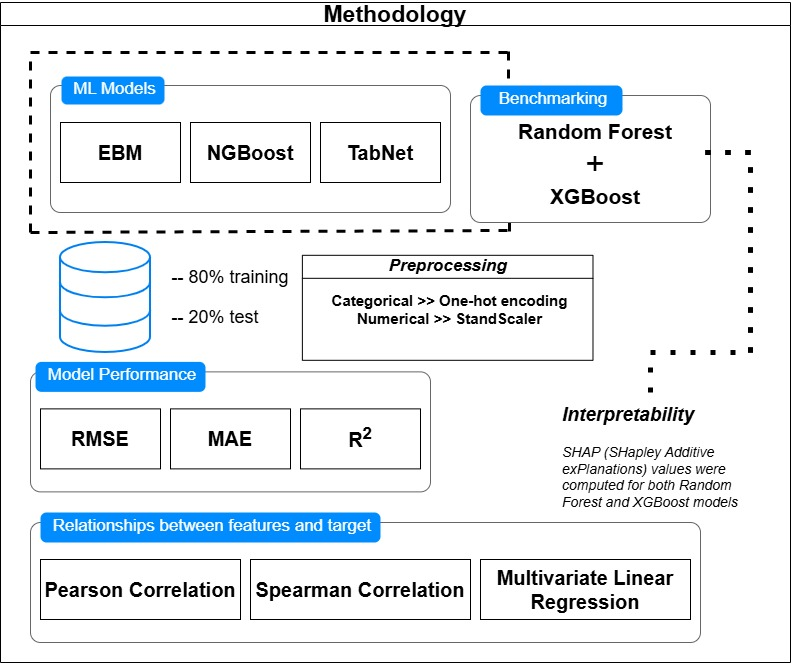 Methodology
ML Models
EBM
NGBoost
TabNet
Benchmarking
Random Forest
+
XGBoost
-- 80% training
-- 20% test
Preprocessing
Categorical >> One-hot encoding
Numerical >> StandScaler
Model Performance
RMSE
MAE
R²
Interpretability
SHAP (SHapley Additive
exPlanations) values were
computed for both Random
Forest and XGBoost models
Relationships between features and target
Pearson Correlation
Spearman Correlation
Multivariate Linear
Regression